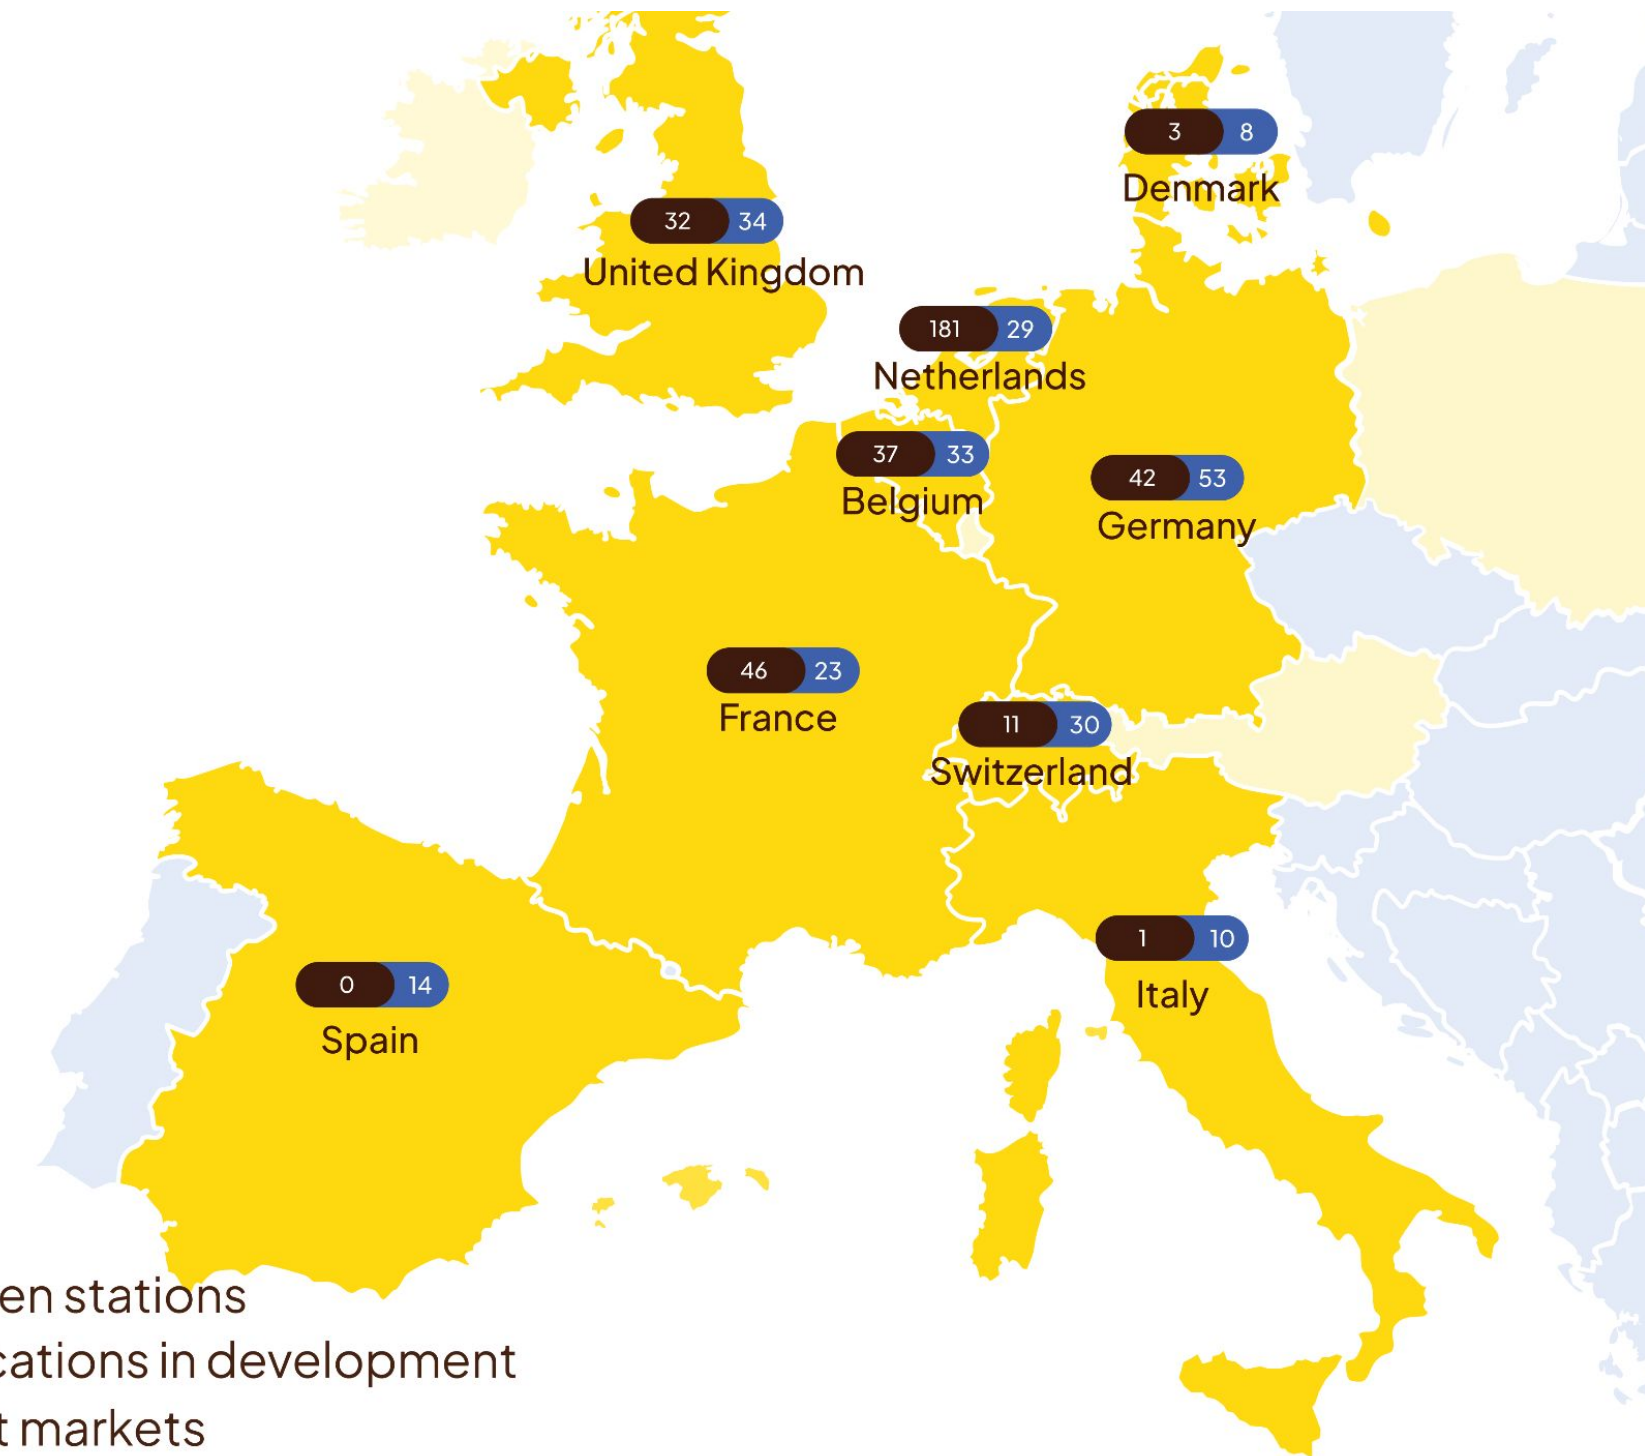 3 8
Denmark
32 34
United Kingdom
181 29
Netherlands
37 33
Belgium
42 53
Germany
46 23
France
11 30
Switzerland
1 10
Italy
0 14
Spain
en stations
cations in development
t markets